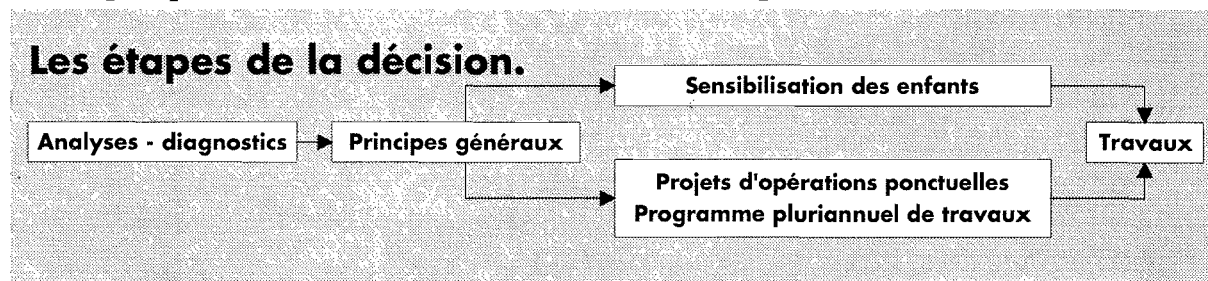 Les étapes de la décision.
Analyses - diagnostics
Principes généraux
Sensibilisation des enfants
Projets d'opérations ponctuelles
Programme pluriannuel de travaux
Travaux